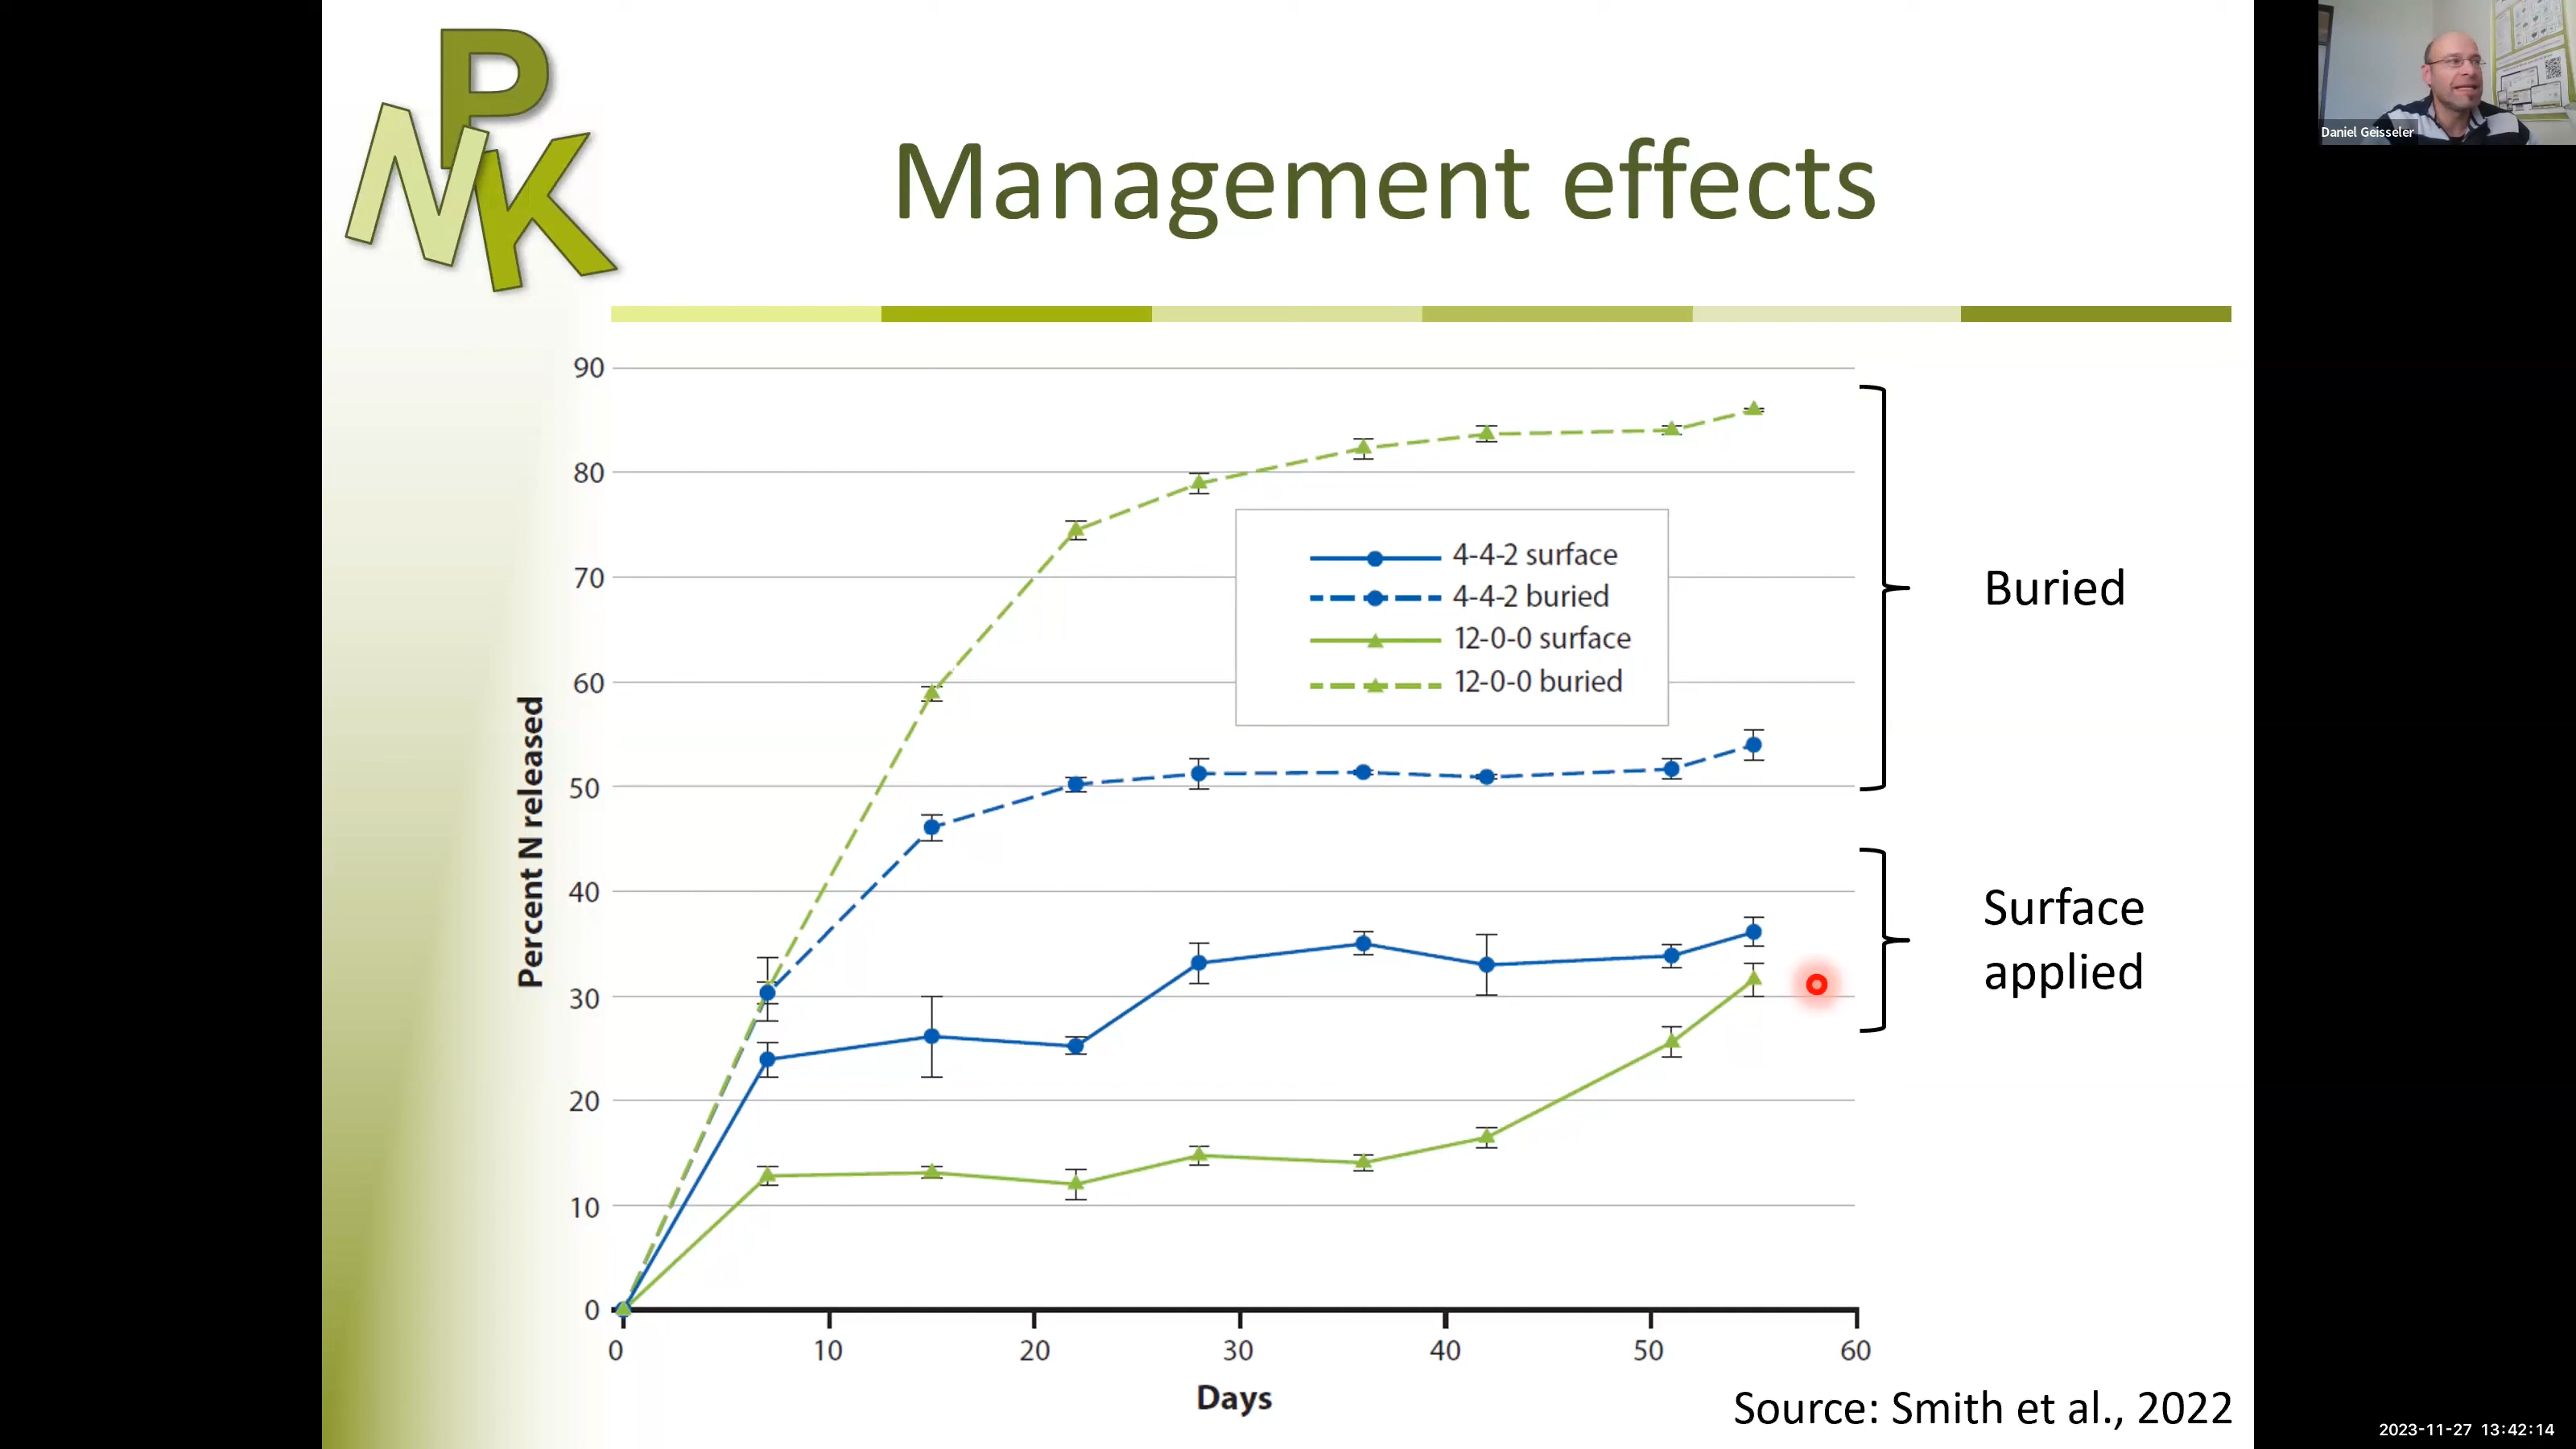 P
N
K
Management effects
Daniel Geisseler
90
80
70
60
50
40
30
20
10
0
Percent N released
4-4-2 surface
4-4-2 buried
12-0-0 surface
12-0-0 buried
Buried
Surface
applied
0 10 20 30 40 50 60
Days
Source: Smith et al., 2022
2023-11-27 13:42:14